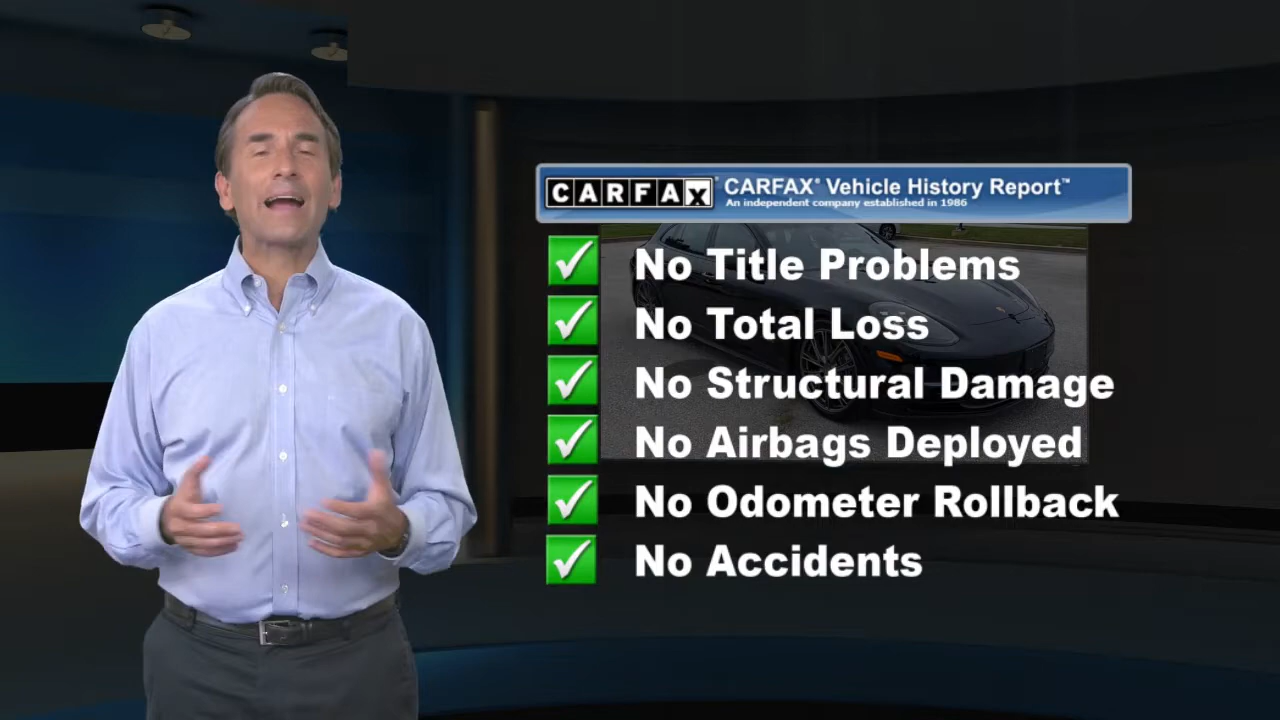 CARFAX® CARFAX® Vehicle History Report™
An independent company established in 1986
No Title Problems
No Total Loss
No Structural Damage
No Airbags Deployed
No Odometer Rollback
No Accidents